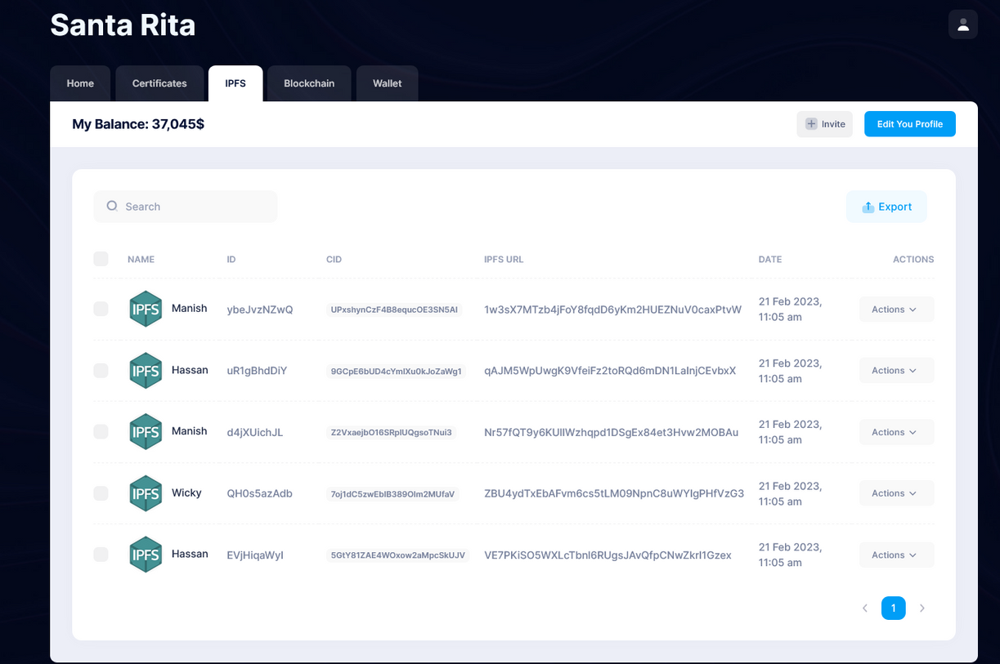 Santa Rita
Home Certificates IPFS Blockchain Wallet
My Balance: 37,045$ Invite Edit You Profile
Search Export
NAME ID CID IPFS URL DATE ACTIONS
IPFS Manish ybeJvzNZwQ UPxshynCzF4B8equcOE3SN5AI 1w3sX7MTzb4jFoY8fqdD6yKm2HUEZNuV0caxPtvW 21 Feb 2023, Actions
11:05 am
IPFS Hassan uR1gBhdDiY 9GCpE6bUD4cYmlXu0kJoZaWg1 qAJM5WpUwgK9VfeiFz2toRQd6mDN1LaInjCEvbxX 21 Feb 2023, Actions
11:05 am
IPFS Manish d4jXUichJL Z2VxaejbO16SRplUQgsoTNui3 Nr57fQT9y6KUIlWzhqpd1DSgEx84et3Hvw2MOBAu 21 Feb 2023, Actions
11:05 am
IPFS Wicky QH0s5azAdb 7oj1dC5zwEbIB389OIm2MUfaV ZBU4ydTxEbAFvm6cs5tLM09NpnC8uWYIgPHfVzG3 21 Feb 2023, Actions
11:05 am
IPFS Hassan EVjHiqaWyI 5GtY81ZAE4WOxow2aMpcSkUJV VE7PKiSO5WXLcTbnI6RUgsJAvQfpCNwZkrI1Gzex 21 Feb 2023, Actions
11:05 am
1